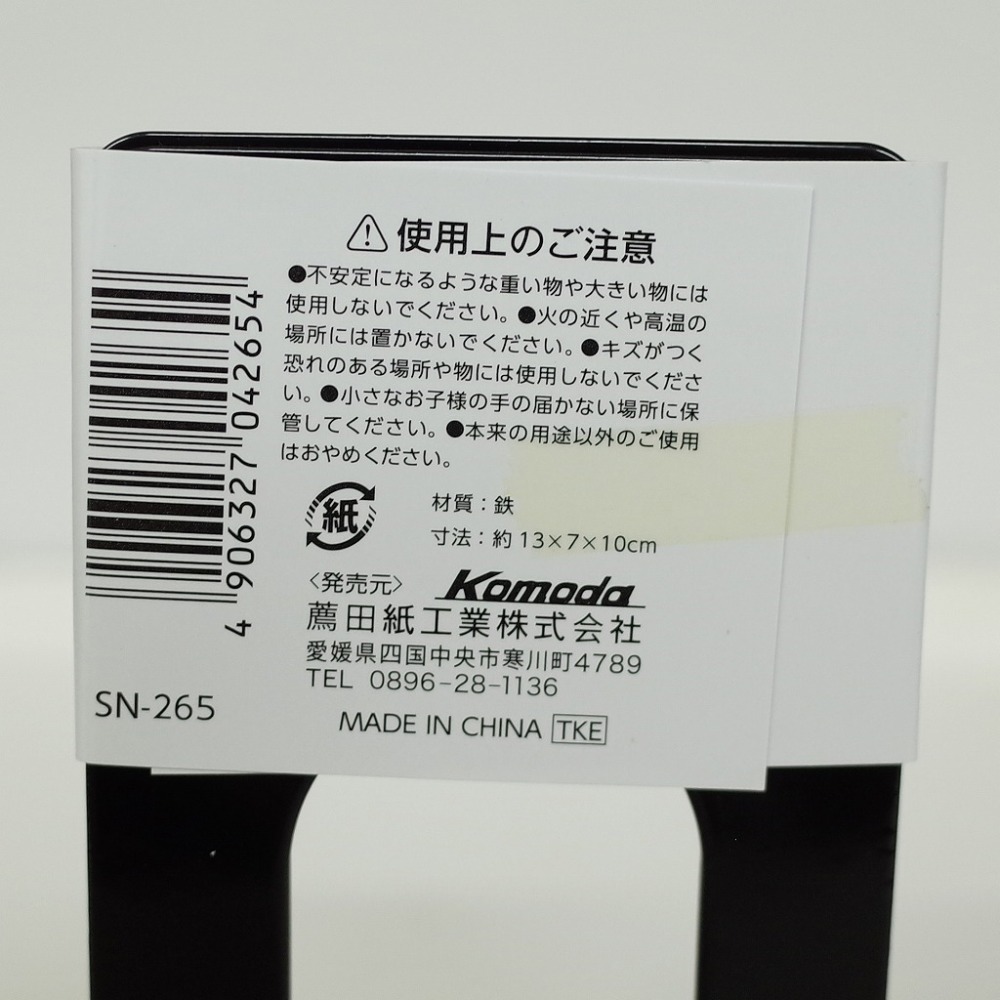 ⚠使用上のご注意
●不安定になるような重い物や大きい物には
使用しないでください。●火の近くや高温の
場所には置かないでください。●キズがつく
恐れのある場所や物には使用しないでくださ
い。●小さなお子様の手の届かない場所に保
管してください。●本来の用途以外のご使用
はおやめください。
紙
材質：鉄
寸法：約13×7×10cm
〈発売元〉 Komoda
薦田紙工業株式会社
愛媛県四国中央市寒川町4789
TEL 0896-28-1136
MADE IN CHINA TKE
4 906327 042654
SN-265